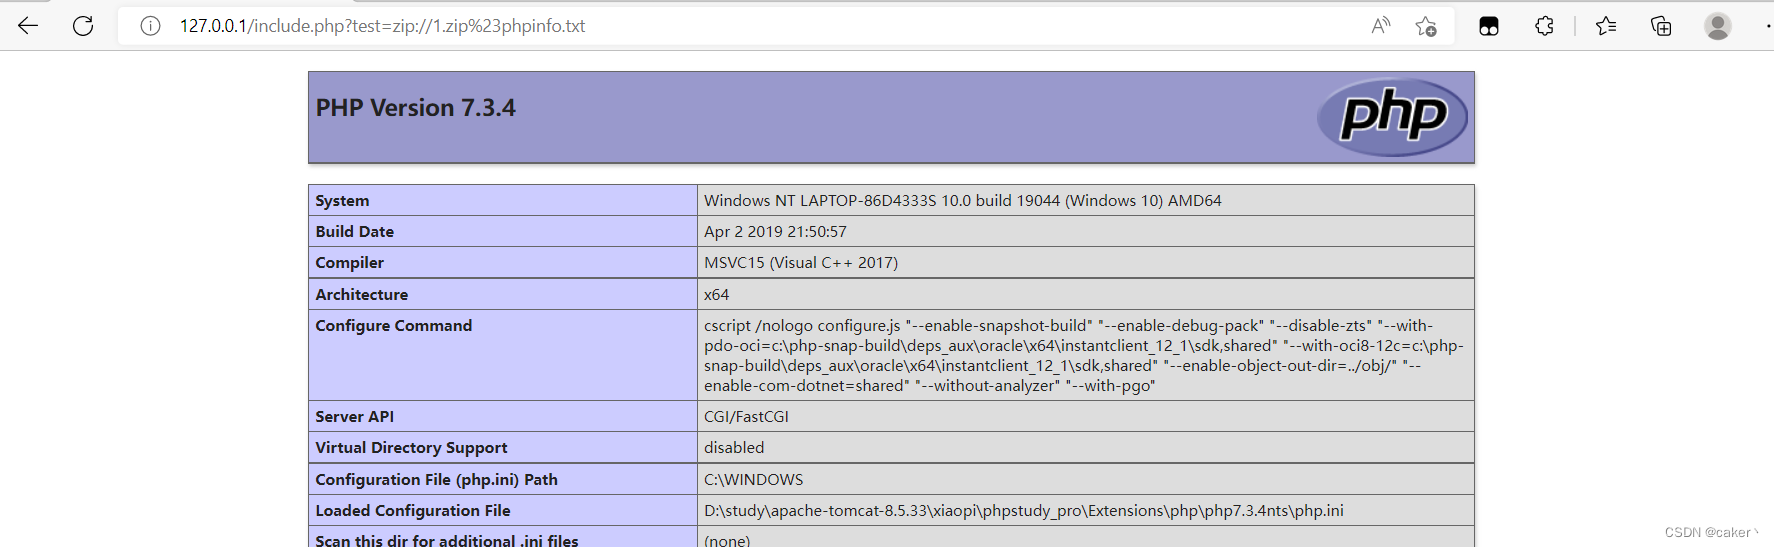 127.0.0.1/include.php?test=zip://1.zip%23phpinfo.txt
PHP Version 7.3.4
php
System Windows NT LAPTOP-86D4333S 10.0 build 19044 (Windows 10) AMD64
Build Date Apr 2 2019 21:50:57
Compiler MSVC15 (Visual C++ 2017)
Architecture x64
Configure Command cscript /nologo configure.js "--enable-snapshot-build" "--enable-debug-pack" "--disable-zts" "--with-
pdo-oci=c:\php-snap-build\deps_aux\oracle\x64\instantclient_12_1\sdk,shared" "--with-oci8-12c=c:\php-
snap-build\deps_aux\oracle\x64\instantclient_12_1\sdk,shared" "--enable-object-out-dir=../obj/" "--
enable-com-dotnet=shared" "--without-analyzer" "--with-pgo"
Server API CGI/FastCGI
Virtual Directory Support disabled
Configuration File (php.ini) Path C:\WINDOWS
Loaded Configuration File D:\study\apache-tomcat-8.5.33\xiaopi\phpstudy_pro\Extensions\php\php7.3.4nts\php.ini
Scan this dir for additional .ini files (none)
CSDN @caker丶